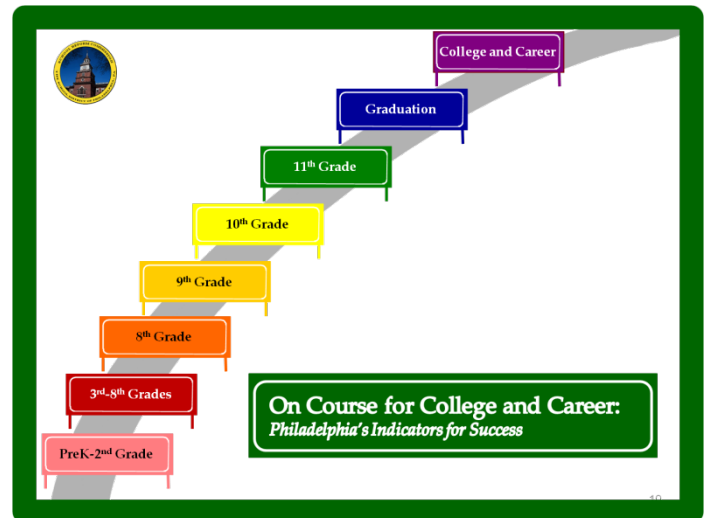 College and Career
Graduation
11th Grade
10th Grade
9th Grade
8th Grade
3rd-8th Grades
PreK-2nd Grade
On Course for College and Career:
Philadelphia's Indicators for Success